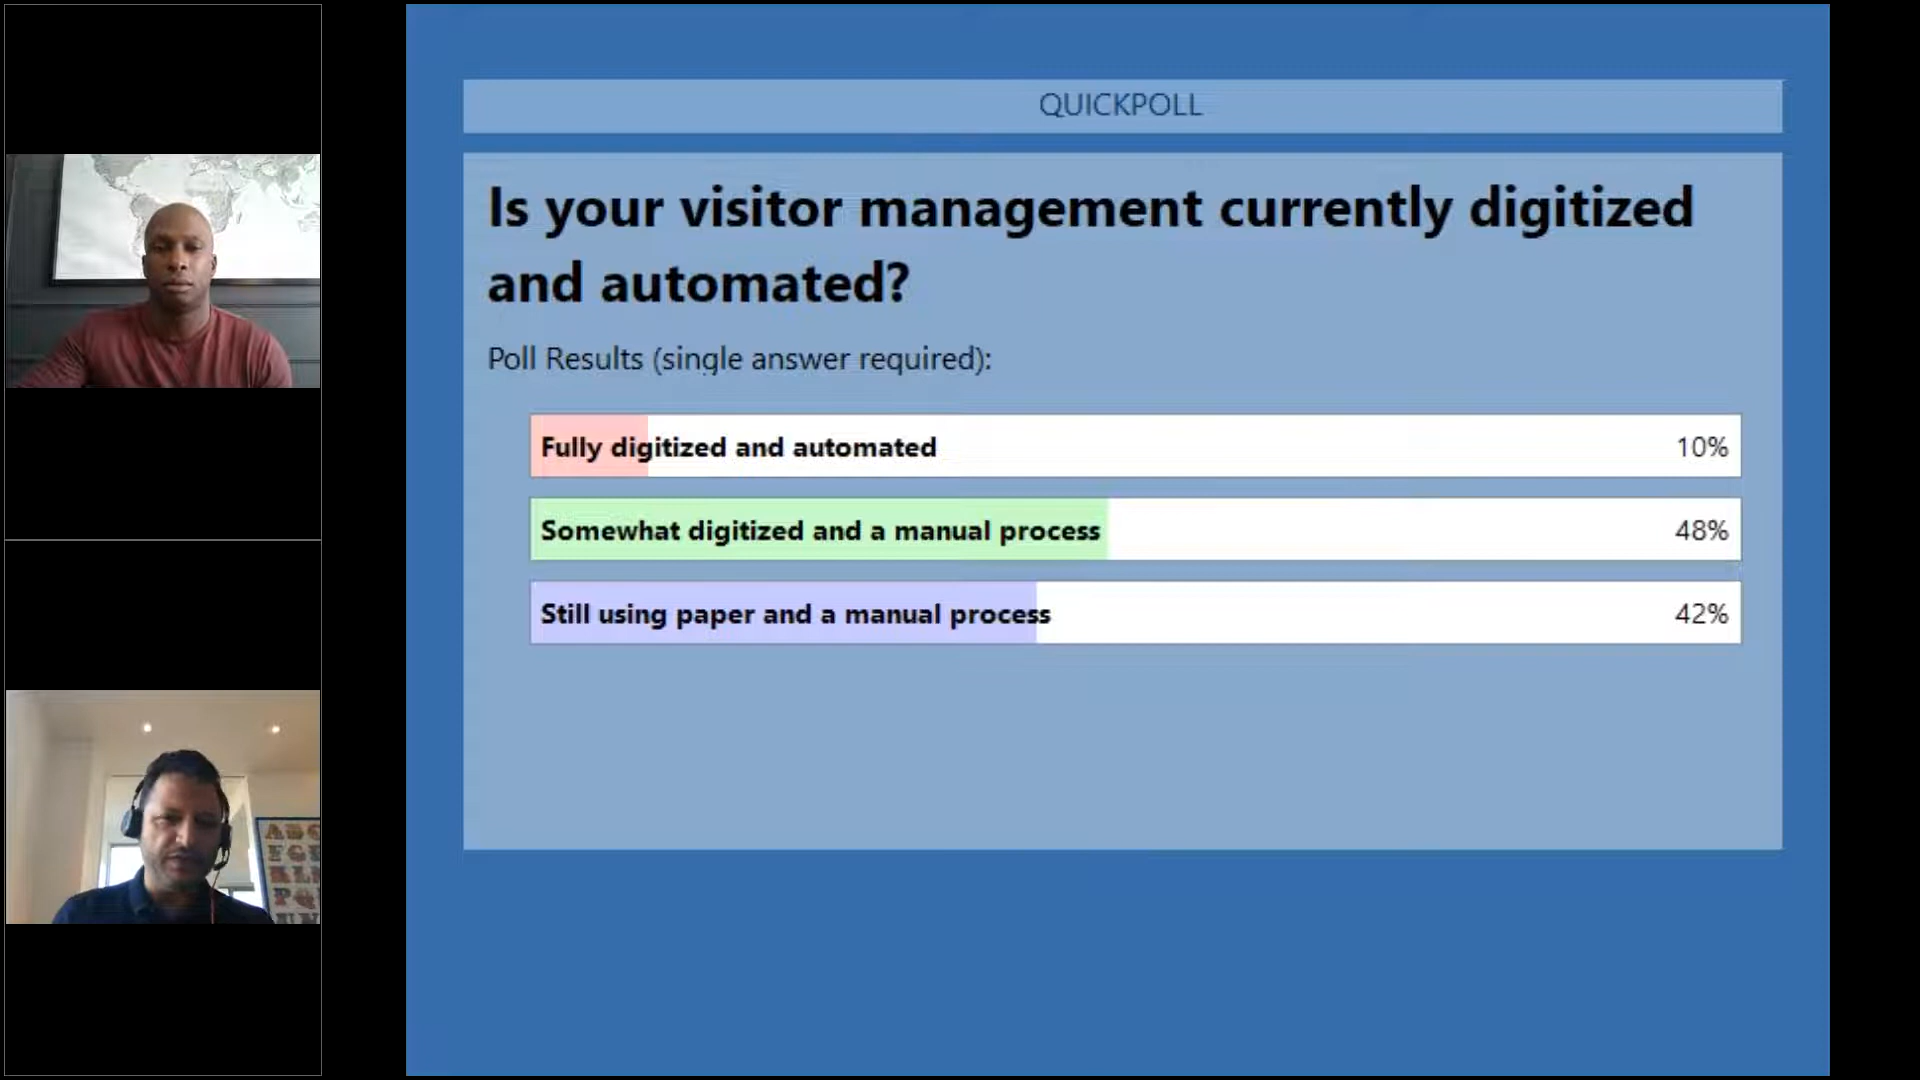 QUICKPOLL
Is your visitor management currently digitized
and automated?
Poll Results (single answer required):
Fully digitized and automated 10%
Somewhat digitized and a manual process 48%
Still using paper and a manual process 42%